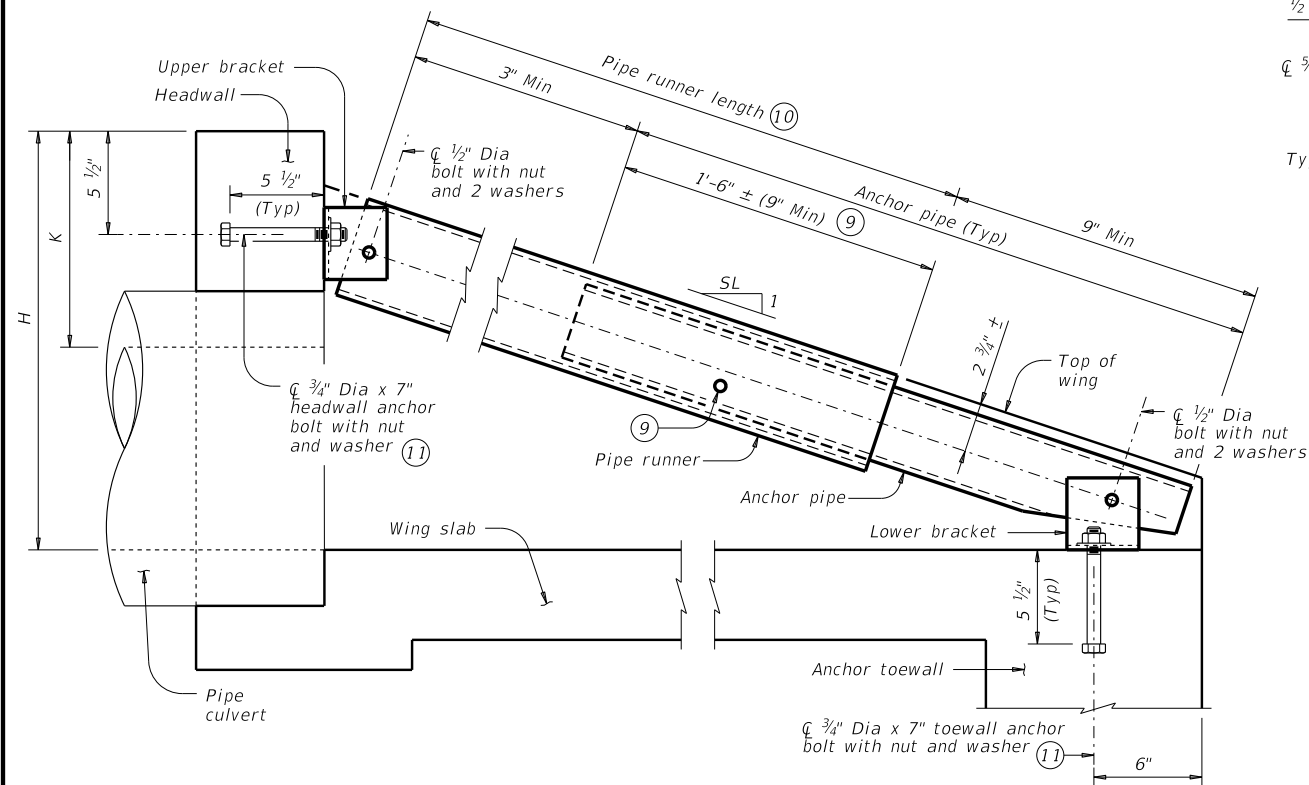 ½
Pipe runner length (10)
3" Min
Upper bracket
Headwall
℄ ½" Dia
bolt with nut
and 2 washers
5 ½"
5 ½"
(Typ)
1'-6" ± (9" Min) (9)
Anchor pipe (Typ)
9" Min
℄
Ty
K
H
SL
1
2 ¾" ±
Top of
wing
℄ ¾" Dia x 7"
headwall anchor
bolt with nut
and washer (11)
(9)
Pipe runner
Anchor pipe
℄ ½" Dia
bolt with nut
and 2 washers
Wing slab
Lower bracket
5 ½"
(Typ)
Pipe
culvert
Anchor toewall
℄ ¾" Dia x 7" toewall anchor
bolt with nut and washer (11)
6"